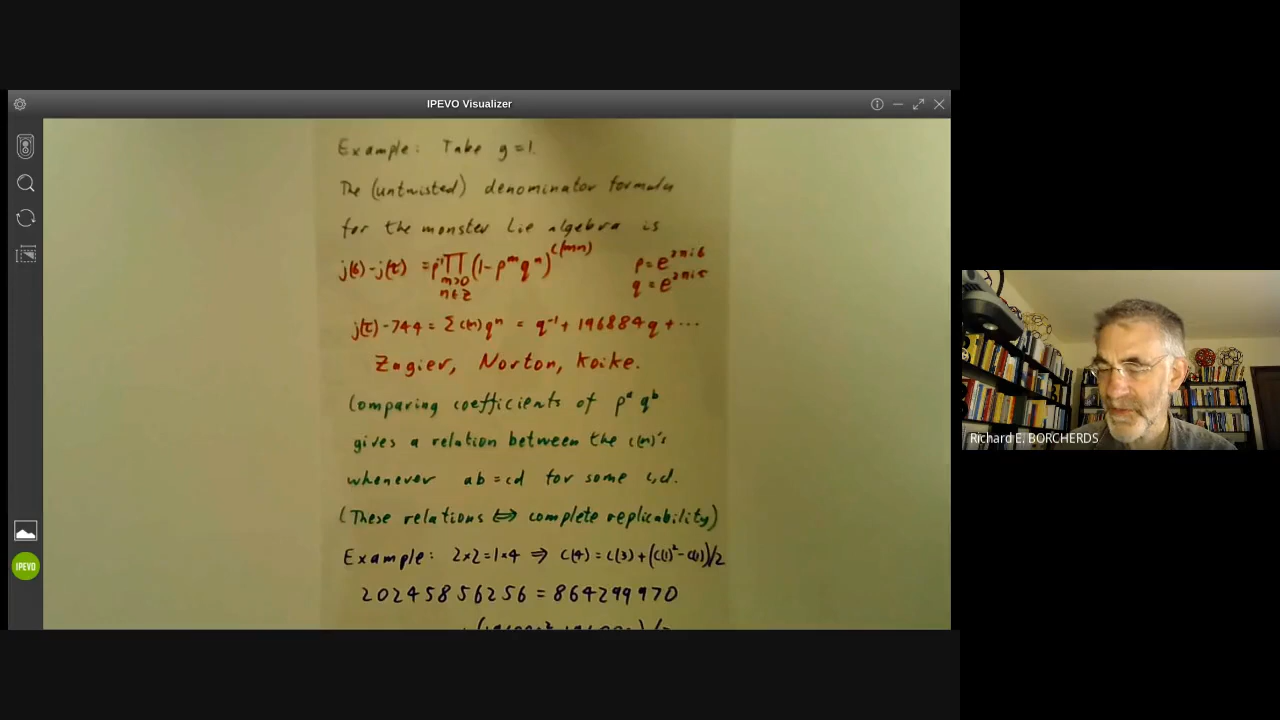 IPEVO Visualizer
Example: Take g=1.
The (untwisted) denominator formula
for the monster Lie algebra is
j(σ)-j(τ) = p⁻¹∏(1-pᵐqⁿ)^c(mn) p=e^2πiσ
m>0 q=e^2πiτ
n∈Z
j(τ)-744 = Σc(n)qⁿ = q⁻¹+196884q+⋯
Zagier, Norton, Koike.
Comparing coefficients of pᵃqᵇ
gives a relation between the c(n)'s
whenever ab=cd for some c,d.
(These relations ⇔ complete replicability)
Example: 2×2=1×4 ⇒ c(4)=c(3)+(c(1)²-c(1))/2
20245856256 = 864299970
IPEVO
Richard E. BORCHERDS